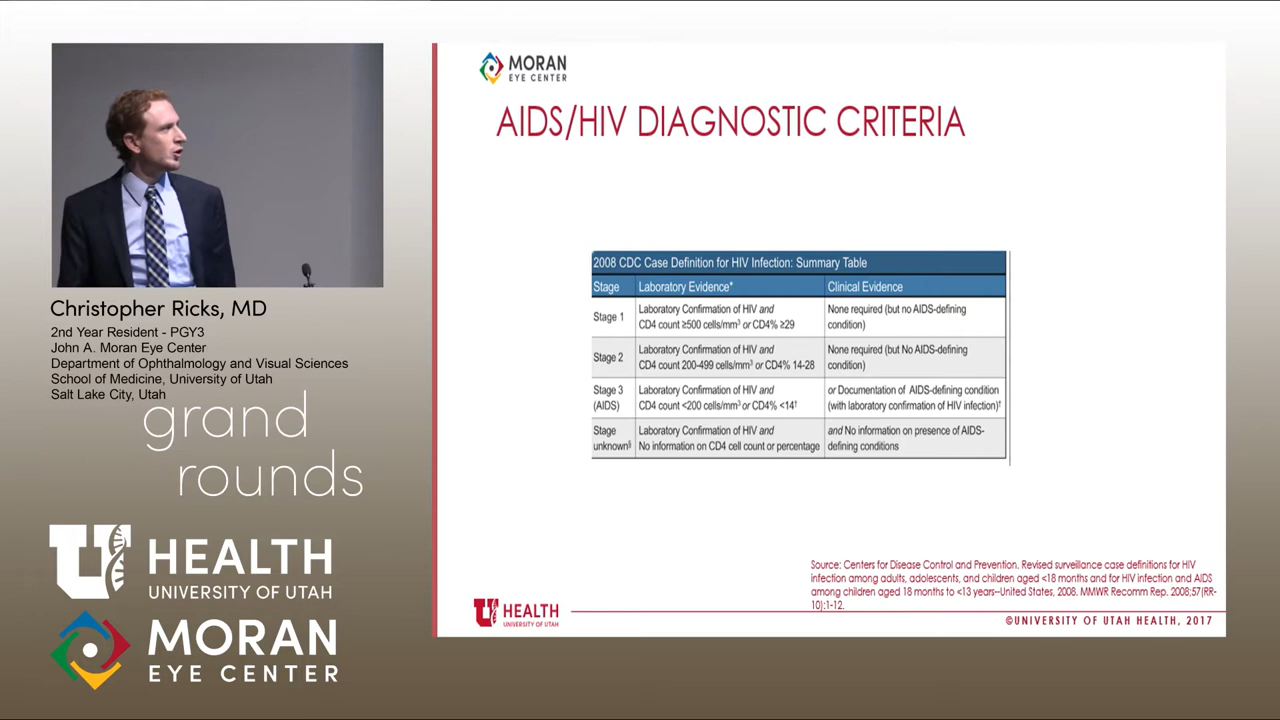 Christopher Ricks, MD
2nd Year Resident - PGY3
John A. Moran Eye Center
Department of Ophthalmology and Visual Sciences
School of Medicine, University of Utah
Salt Lake City, Utah
grand
rounds
U HEALTH
UNIVERSITY OF UTAH
MORAN
EYE CENTER
MORAN
EYE CENTER
AIDS/HIV DIAGNOSTIC CRITERIA
2008 CDC Case Definition for HIV Infection: Summary Table
Stage Laboratory Evidence* Clinical Evidence
Stage 1
Laboratory Confirmation of HIV and
CD4 count ≥500 cells/mm³ or CD4% ≥29
None required (but no AIDS-defining
condition)
Stage 2
Laboratory Confirmation of HIV and
CD4 count 200-499 cells/mm³ or CD4% 14-28
None required (but No AIDS-defining
condition)
Stage 3
(AIDS)
Laboratory Confirmation of HIV and
CD4 count <200 cells/mm³ or CD4% <14†
or Documentation of AIDS-defining condition
(with laboratory confirmation of HIV infection)†
Stage
unknown§
Laboratory Confirmation of HIV and
No information on CD4 cell count or percentage
and No information on presence of AIDS-
defining conditions
Source: Centers for Disease Control and Prevention. Revised surveillance case definitions for HIV
infection among adults, adolescents, and children aged <18 months and for HIV infection and AIDS
among children aged 18 months to <13 years--United States, 2008. MMWR Recomm Rep. 2008;57(RR-
10):1-12.
U HEALTH
UNIVERSITY OF UTAH
©UNIVERSITY OF UTAH HEALTH, 2017